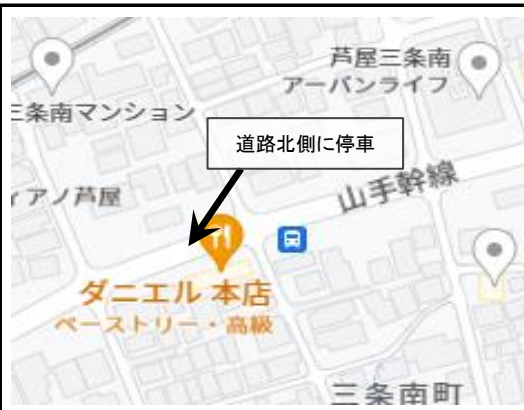 芦屋三条南
アーバンライフ
三条南マンション
道路北側に停車
ィアノ芦屋
山手幹線
ダニエル 本店
ペーストリー・高級
三条南町